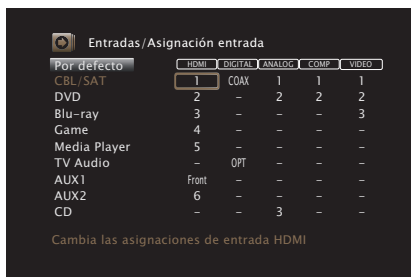 Entradas/Asignación entrada
Por defecto HDMI DIGITAL ANALOG COMP VIDEO
CBL/SAT 1 COAX 1 1 1
DVD 2 – 2 2 2
Blu-ray 3 – – – 3
Game 4 – – – –
Media Player 5 – – – –
TV Audio – OPT – – –
AUX1 Front – – – –
AUX2 6 – – – –
CD – – 3 – –
Cambia las asignaciones de entrada HDMI